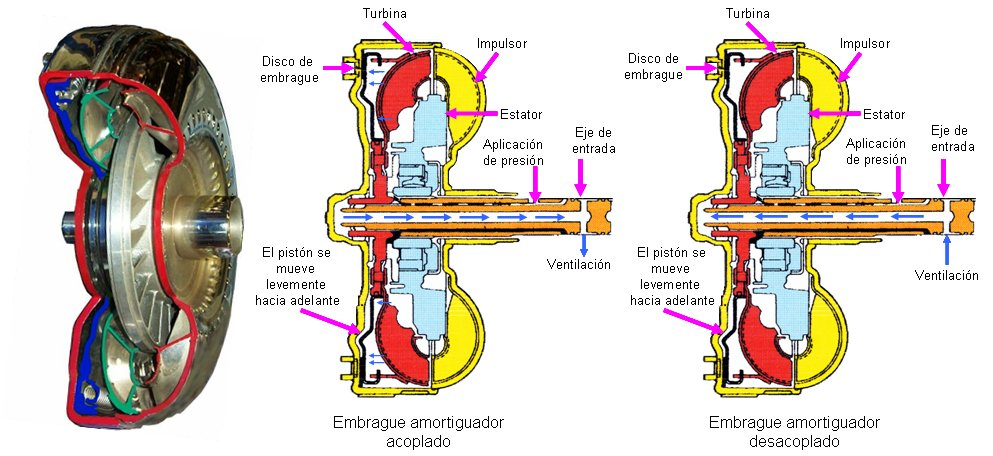 Turbina
Impulsor
Disco de
embrague
Estator
Aplicación
de presión
Eje de
entrada
El pistón se
mueve
levemente
hacia adelante
Ventilación
Embrague amortiguador
acoplado
Turbina
Impulsor
Disco de
embrague
Estator
Aplicación
de presión
Eje de
entrada
El pistón se
mueve
levemente
hacia adelante
Ventilación
Embrague amortiguador
desacoplado